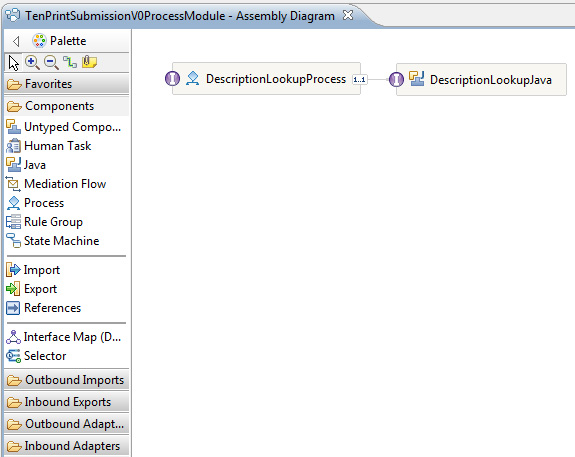 TenPrintSubmissionV0ProcessModule - Assembly Diagram
Palette
Favorites
Components
Untyped Compo...
Human Task
Java
Mediation Flow
Process
Rule Group
State Machine
Import
Export
References
Interface Map (D...
Selector
Outbound Imports
Inbound Exports
Outbound Adapt...
Inbound Adapters
I DescriptionLookupProcess 1..1 I DescriptionLookupJava